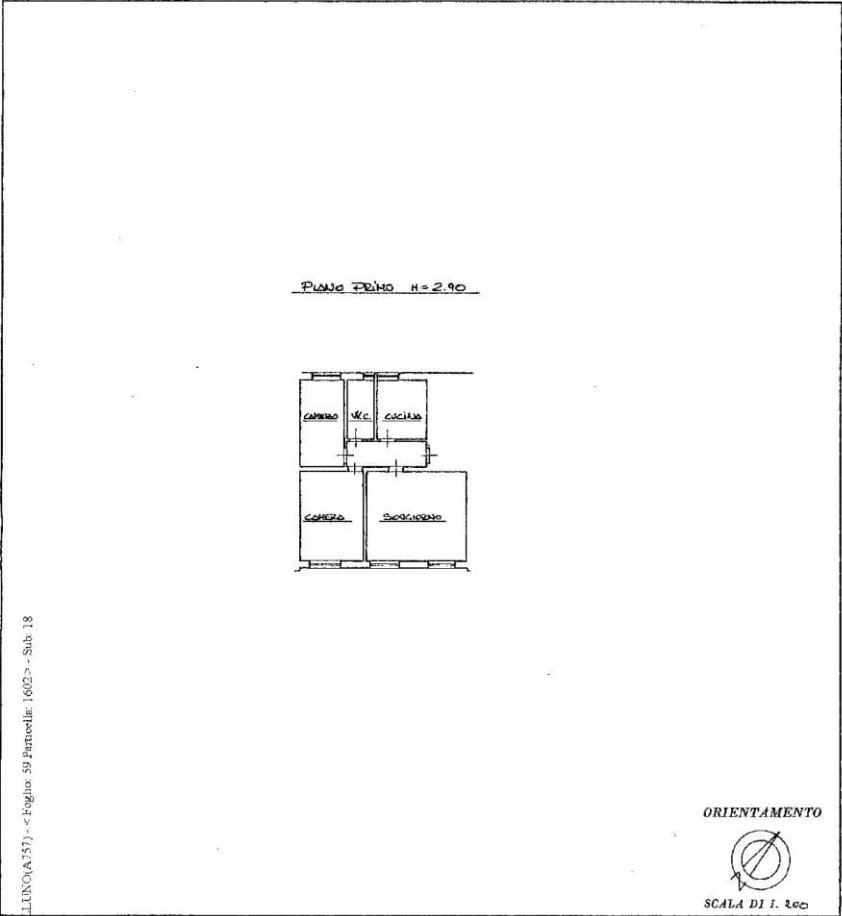 PIANO PRIMO H=2.90
CAMERA W.C. CUCINA
CAMERA SOGGIORNO
LLUNO(A757) - < Foglio: 59 Particella: 1602 > - Sub: 18
ORIENTAMENTO
N
SCALA DI 1: 200